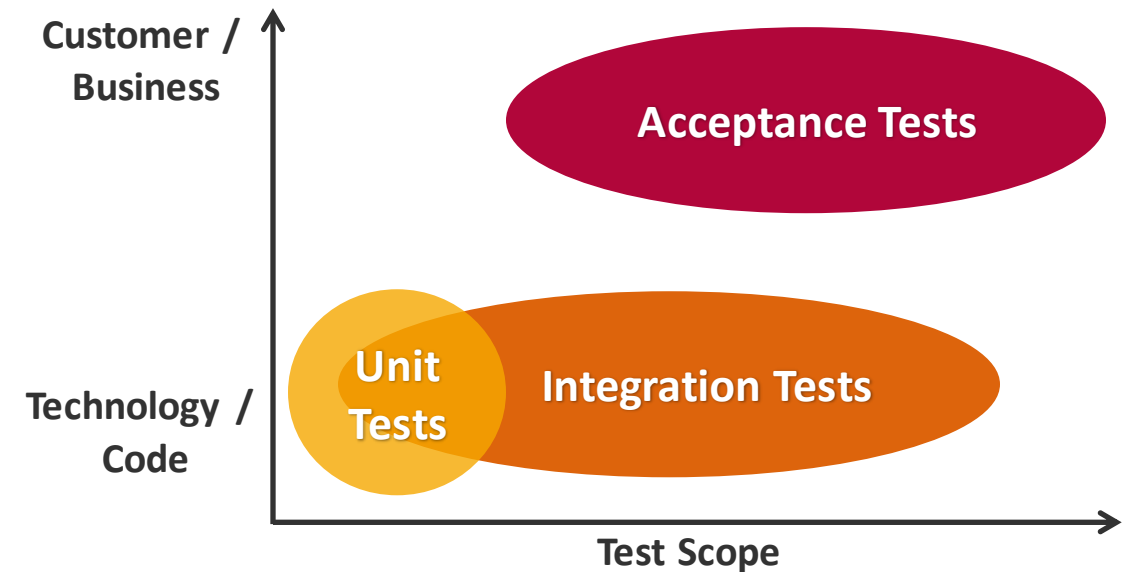 Customer /
Business
Acceptance Tests
Unit
Tests
Integration Tests
Technology /
Code
Test Scope